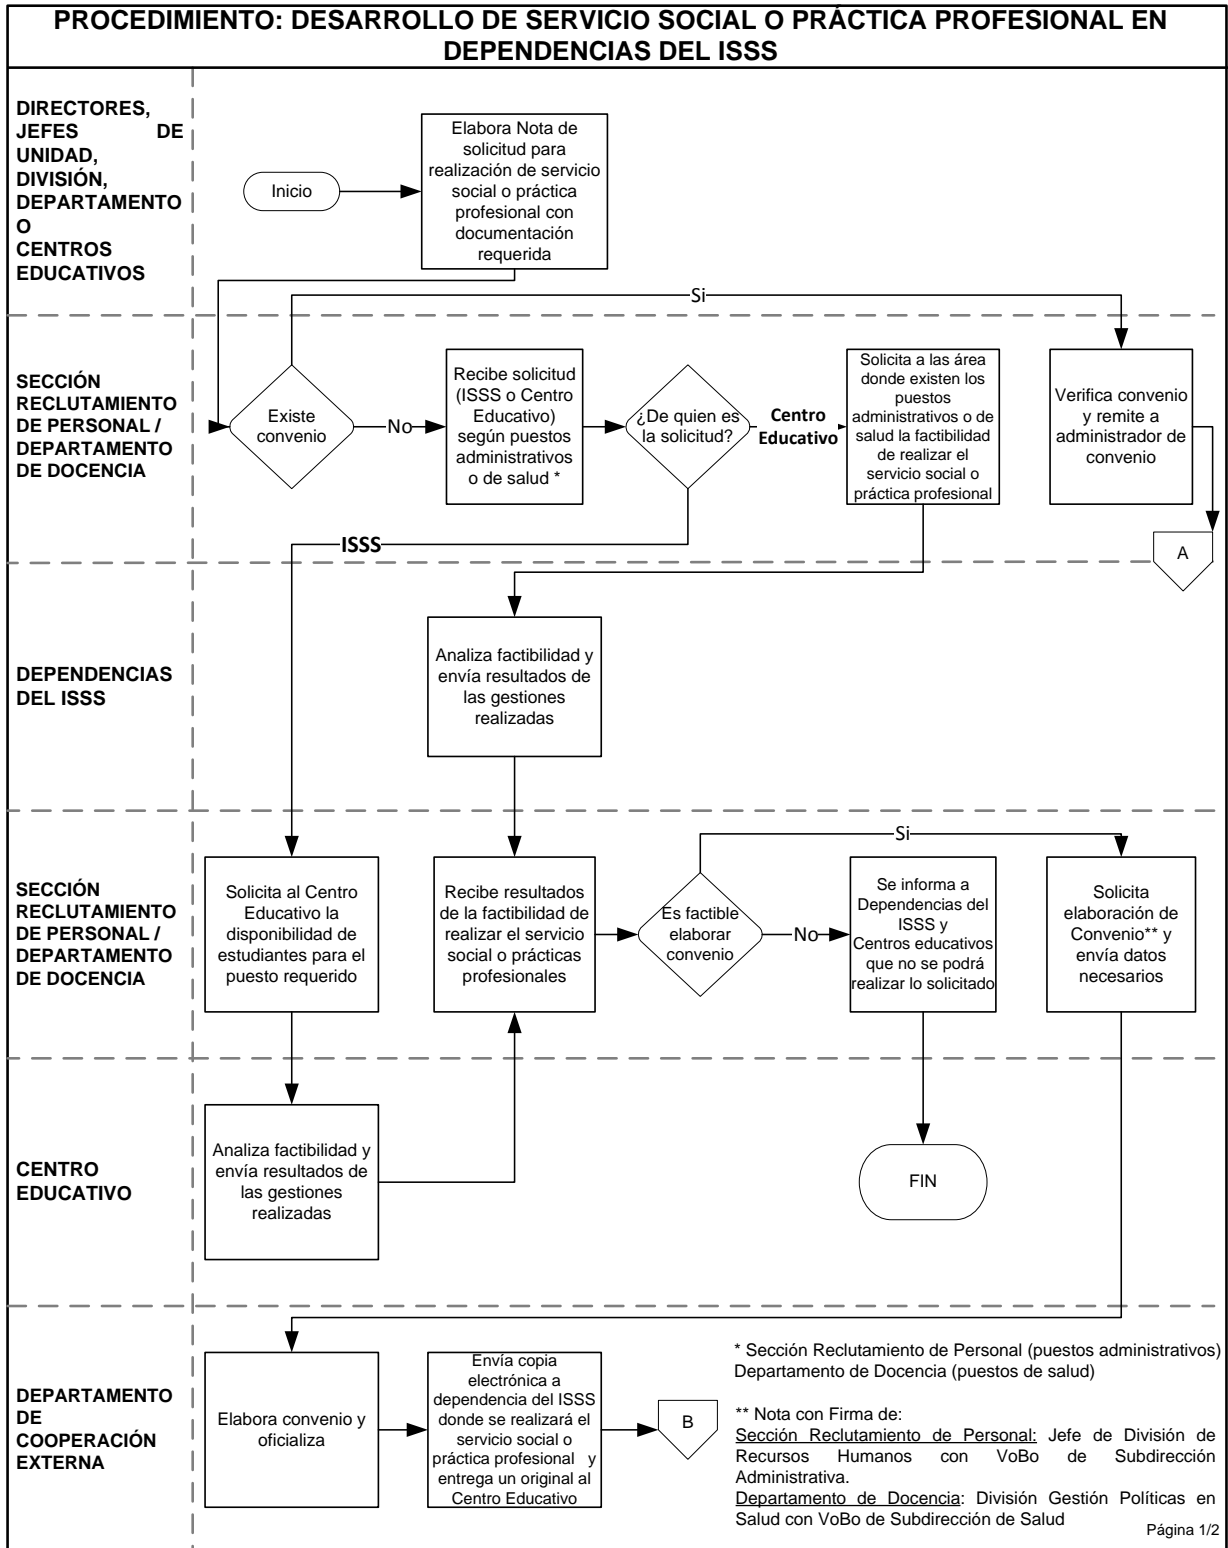 PROCEDIMIENTO: DESARROLLO DE SERVICIO SOCIAL O PRÁCTICA PROFESIONAL EN
DEPENDENCIAS DEL ISSS
DIRECTORES,
JEFES DE
UNIDAD,
DIVISIÓN,
DEPARTAMENTO
O
CENTROS
EDUCATIVOS
Inicio
Elabora Nota de
solicitud para
realización de servicio
social o práctica
profesional con
documentación
requerida
Si
SECCIÓN
RECLUTAMIENTO
DE PERSONAL /
DEPARTAMENTO
DE DOCENCIA
Existe
convenio
No
Recibe solicitud
(ISSS o Centro
Educativo)
según puestos
administrativos
o de salud *
¿De quien es
la solicitud?
Centro
Educativo
Solicita a las área
donde existen los
puestos
administrativos o de
salud la factibilidad
de realizar el
servicio social o
práctica profesional
Verifica convenio
y remite a
administrador de
convenio
ISSS
A
DEPENDENCIAS
DEL ISSS
Analiza factibilidad y
envía resultados de
las gestiones
realizadas
SECCIÓN
RECLUTAMIENTO
DE PERSONAL /
DEPARTAMENTO
DE DOCENCIA
Solicita al Centro
Educativo la
disponibilidad de
estudiantes para el
puesto requerido
Recibe resultados
de la factibilidad de
realizar el servicio
social o prácticas
profesionales
Es factible
elaborar
convenio
Si
No
Se informa a
Dependencias del
ISSS y
Centros educativos
que no se podrá
realizar lo solicitado
Solicita
elaboración de
Convenio** y
envía datos
necesarios
CENTRO
EDUCATIVO
Analiza factibilidad y
envía resultados de
las gestiones
realizadas
FIN
DEPARTAMENTO
DE
COOPERACIÓN
EXTERNA
Elabora convenio y
oficializa
Envía copia
electrónica a
dependencia del ISSS
donde se realizará el
servicio social o
práctica profesional y
entrega un original al
Centro Educativo
B
* Sección Reclutamiento de Personal (puestos administrativos)
Departamento de Docencia (puestos de salud)
** Nota con Firma de:
Sección Reclutamiento de Personal: Jefe de División de
Recursos Humanos con VoBo de Subdirección
Administrativa.
Departamento de Docencia: División Gestión Políticas en
Salud con VoBo de Subdirección de Salud
Página 1/2